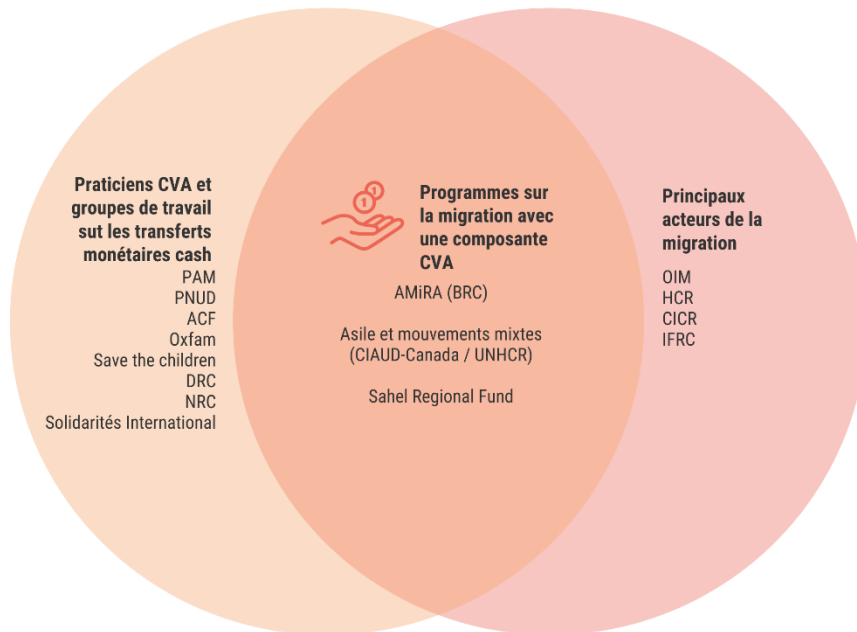 Praticiens CVA et
groupes de travail
sut les transferts
monétaires cash
PAM
PNUD
ACF
Oxfam
Save the children
DRC
NRC
Solidarités International
1
1
Programmes sur
la migration avec
une composante
CVA
AMiRA (BRC)
Asile et mouvements mixtes
(CIAUD-Canada / UNHCR)
Sahel Regional Fund
Principaux
acteurs de la
migration
OIM
HCR
CICR
IFRC